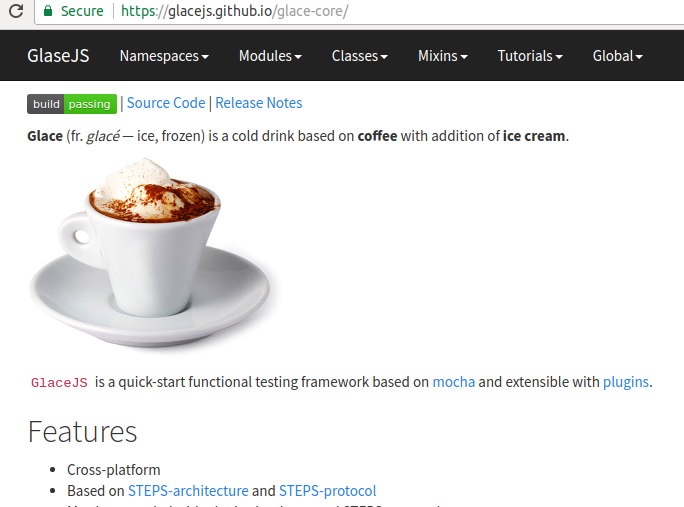 Secure https://glacejs.github.io/glace-core/
GlaseJS Namespaces Modules Classes Mixins Tutorials Global
build passing | Source Code | Release Notes
Glace (fr. glacé — ice, frozen) is a cold drink based on coffee with addition of ice cream.
GlaceJS is a quick-start functional testing framework based on mocha and extensible with plugins.
Features
• Cross-platform
• Based on STEPS-architecture and STEPS-protocol